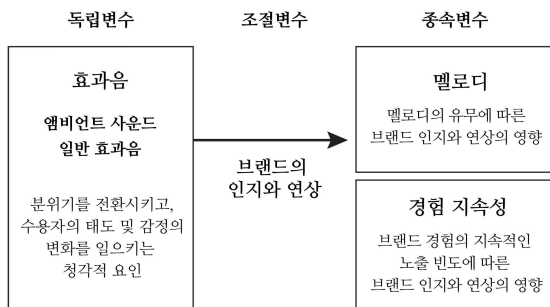 독립변수
조절변수
종속변수
효과음
앰비언트 사운드
일반 효과음
분위기를 전환시키고,
수용자의 태도 및 감정의
변화를 일으키는
청각적 요인
브랜드의
인지와 연상
멜로디
멜로디의 유무에 따른
브랜드 인지와 연상의 영향
경험 지속성
브랜드 경험의 지속적인
노출 빈도에 따른
브랜드 인지와 연상의 영향